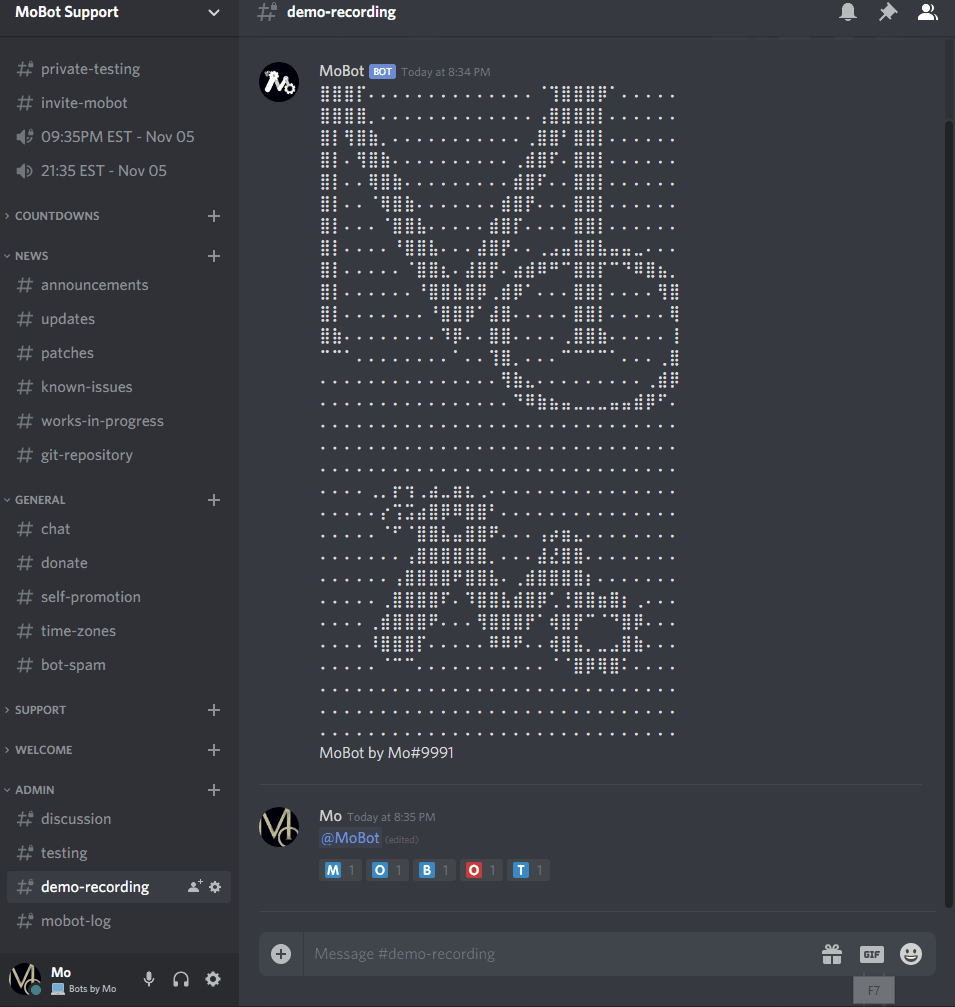 MoBot Support
demo-recording
private-testing
invite-mobot
09:35PM EST - Nov 05
21:35 EST - Nov 05
COUNTDOWNS
NEWS
announcements
updates
patches
known-issues
works-in-progress
git-repository
GENERAL
chat
donate
self-promotion
time-zones
bot-spam
SUPPORT
WELCOME
ADMIN
discussion
testing
demo-recording
mobot-log
Mo
Bots by Mo
MoBot BOT Today at 8:34 PM
MoBot by Mo#9991
Mo Today at 8:35 PM
@MoBot (edited)
M 1 O 1 B 1 O 1 T 1
Message #demo-recording
GIF
F7